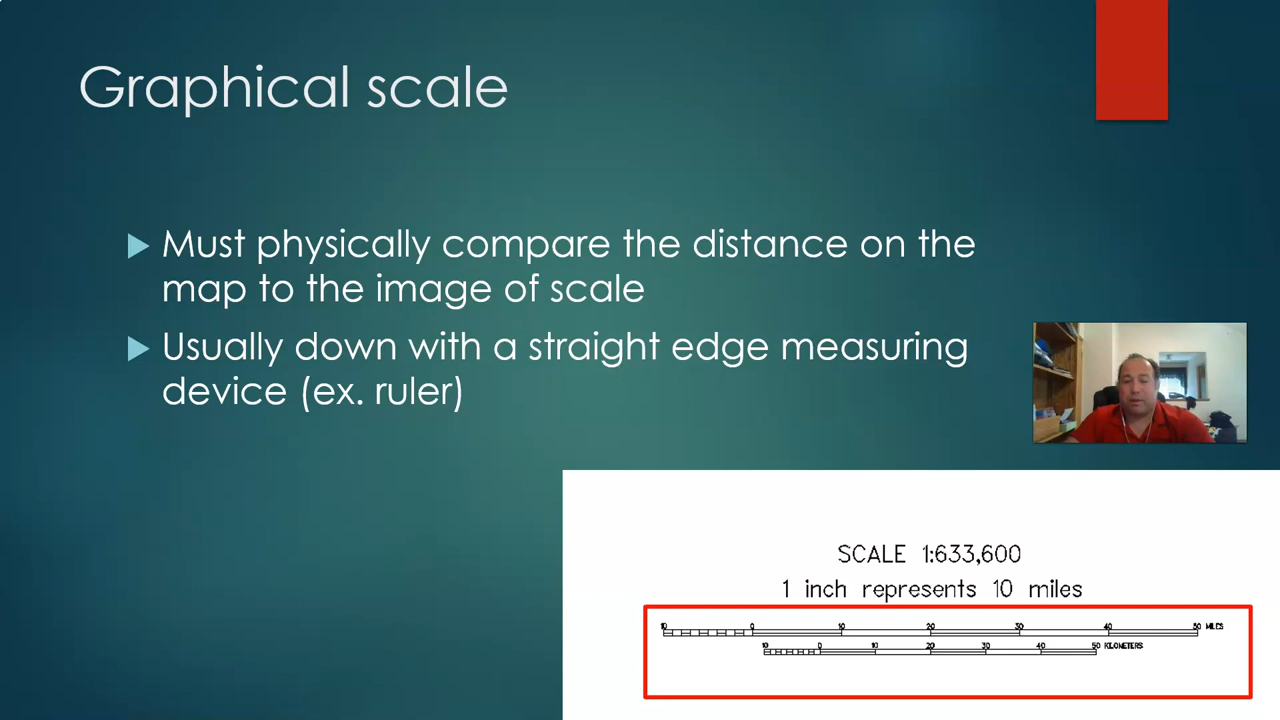 Graphical scale
Must physically compare the distance on the
map to the image of scale
Usually down with a straight edge measuring
device (ex. ruler)
SCALE 1:633,600
1 inch represents 10 miles
10 0 10 20 30 40 50 MILES
10 0 10 20 30 40 50 KILOMETERS